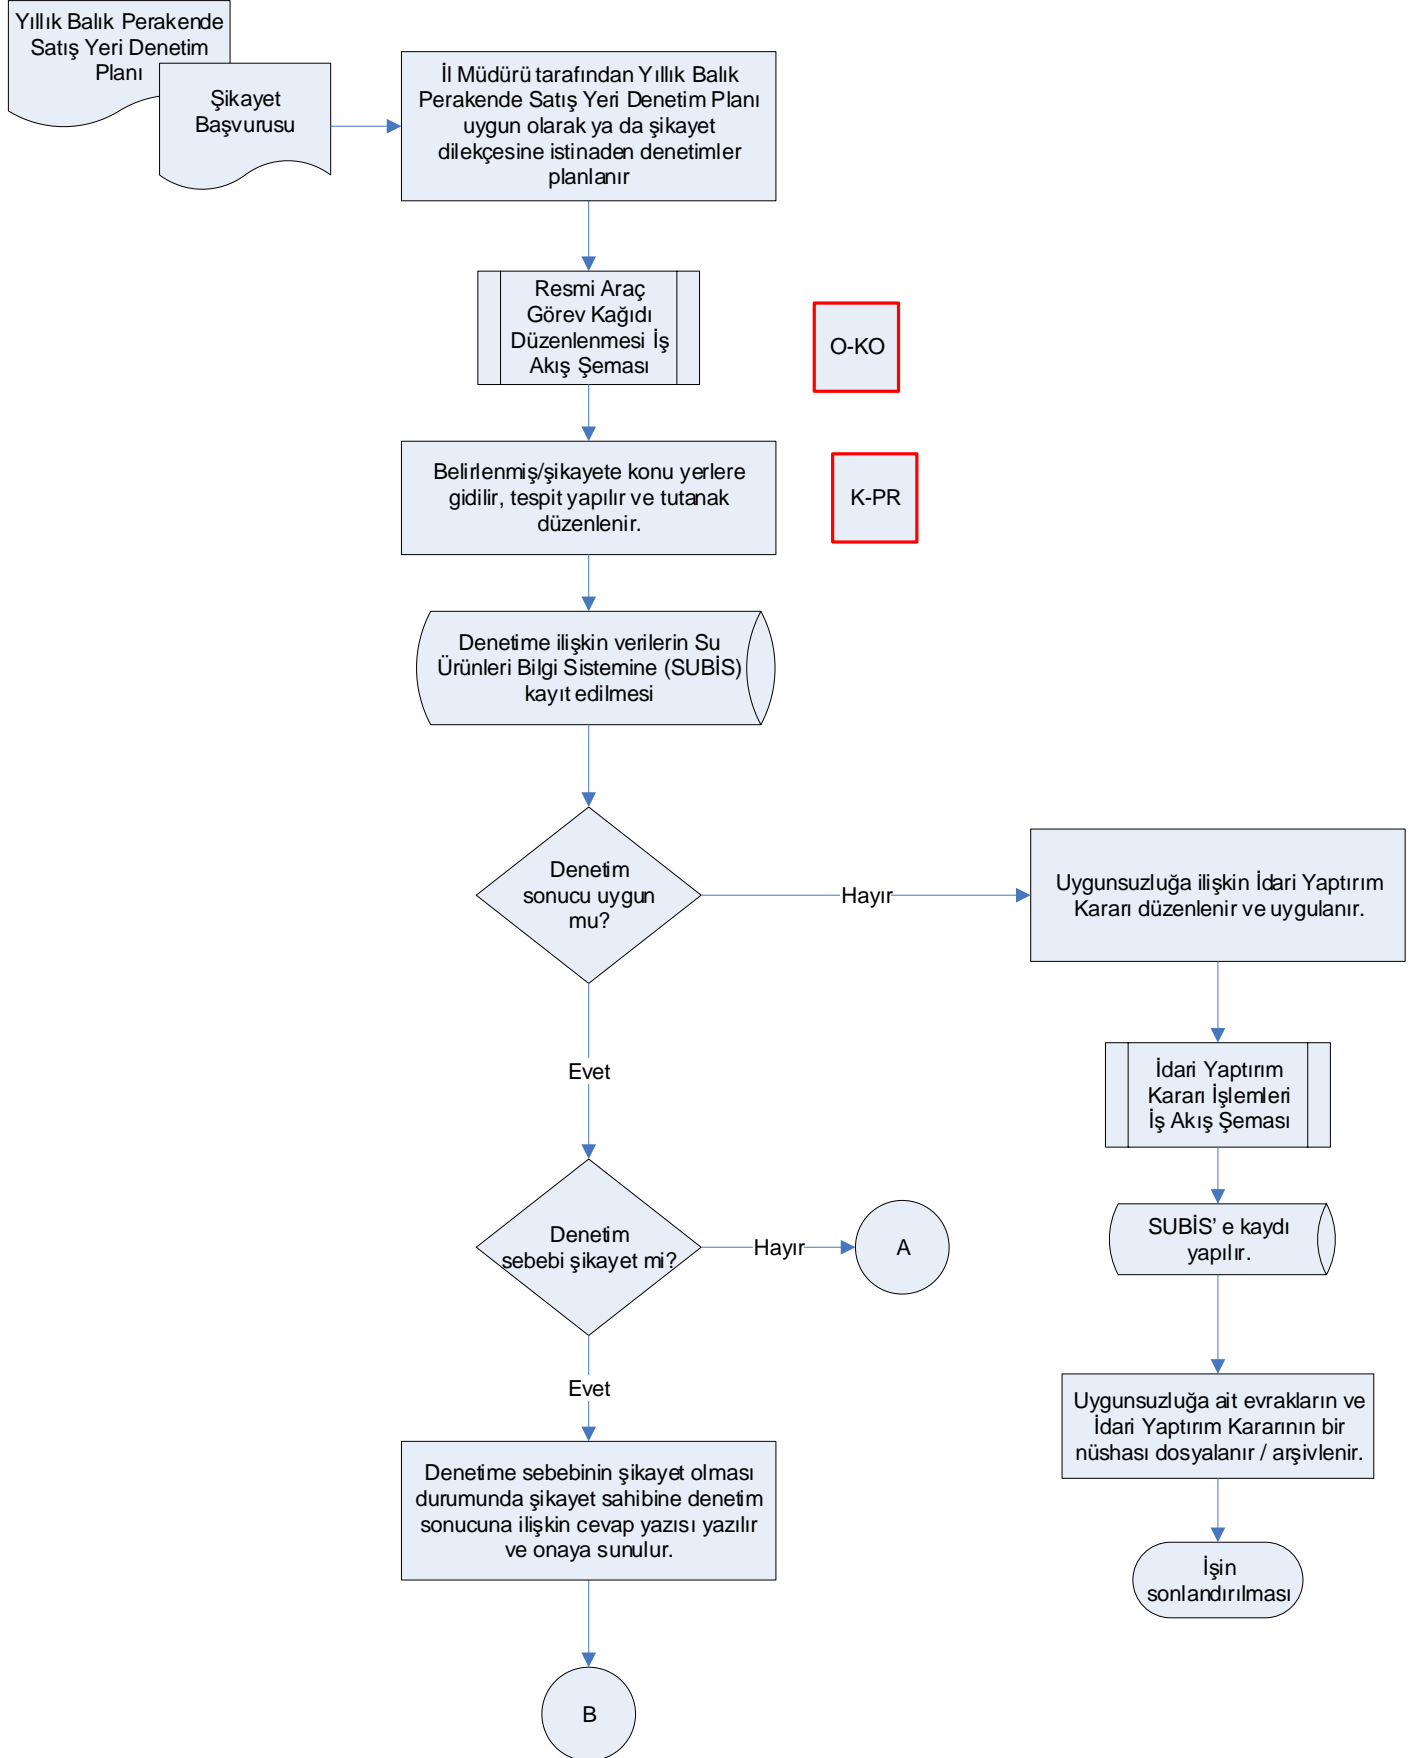 Yıllık Balık Perakende
Satış Yeri Denetim
Planı
Şikayet
Başvurusu
İl Müdürü tarafından Yıllık Balık
Perakende Satış Yeri Denetim Planı
uygun olarak ya da şikayet
dilekçesine istinaden denetimler
planlanır
Resmi Araç
Görev Kağıdı
Düzenlenmesi İş
Akış Şeması
O-KO
Belirlenmiş/şikayete konu yerlere
gidilir, tespit yapılır ve tutanak
düzenlenir.
K-PR
Denetime ilişkin verilerin Su
Ürünleri Bilgi Sistemine (SUBİS)
kayıt edilmesi
Denetim
sonucu uygun
mu?
Hayır
Uygunsuzluğa ilişkin İdari Yaptırım
Kararı düzenlenir ve uygulanır.
Evet
İdari Yaptırım
Kararı İşlemleri
İş Akış Şeması
SUBİS’ e kaydı
yapılır.
Denetim
sebebi şikayet mi?
Hayır
A
Evet
Uygunsuzluğa ait evrakların ve
İdari Yaptırım Kararının bir
nüshası dosyalanır / arşivlenir.
Denetime sebebinin şikayet olması
durumunda şikayet sahibine denetim
sonucuna ilişkin cevap yazısı yazılır
ve onaya sunulur.
İşin
sonlandırılması
B